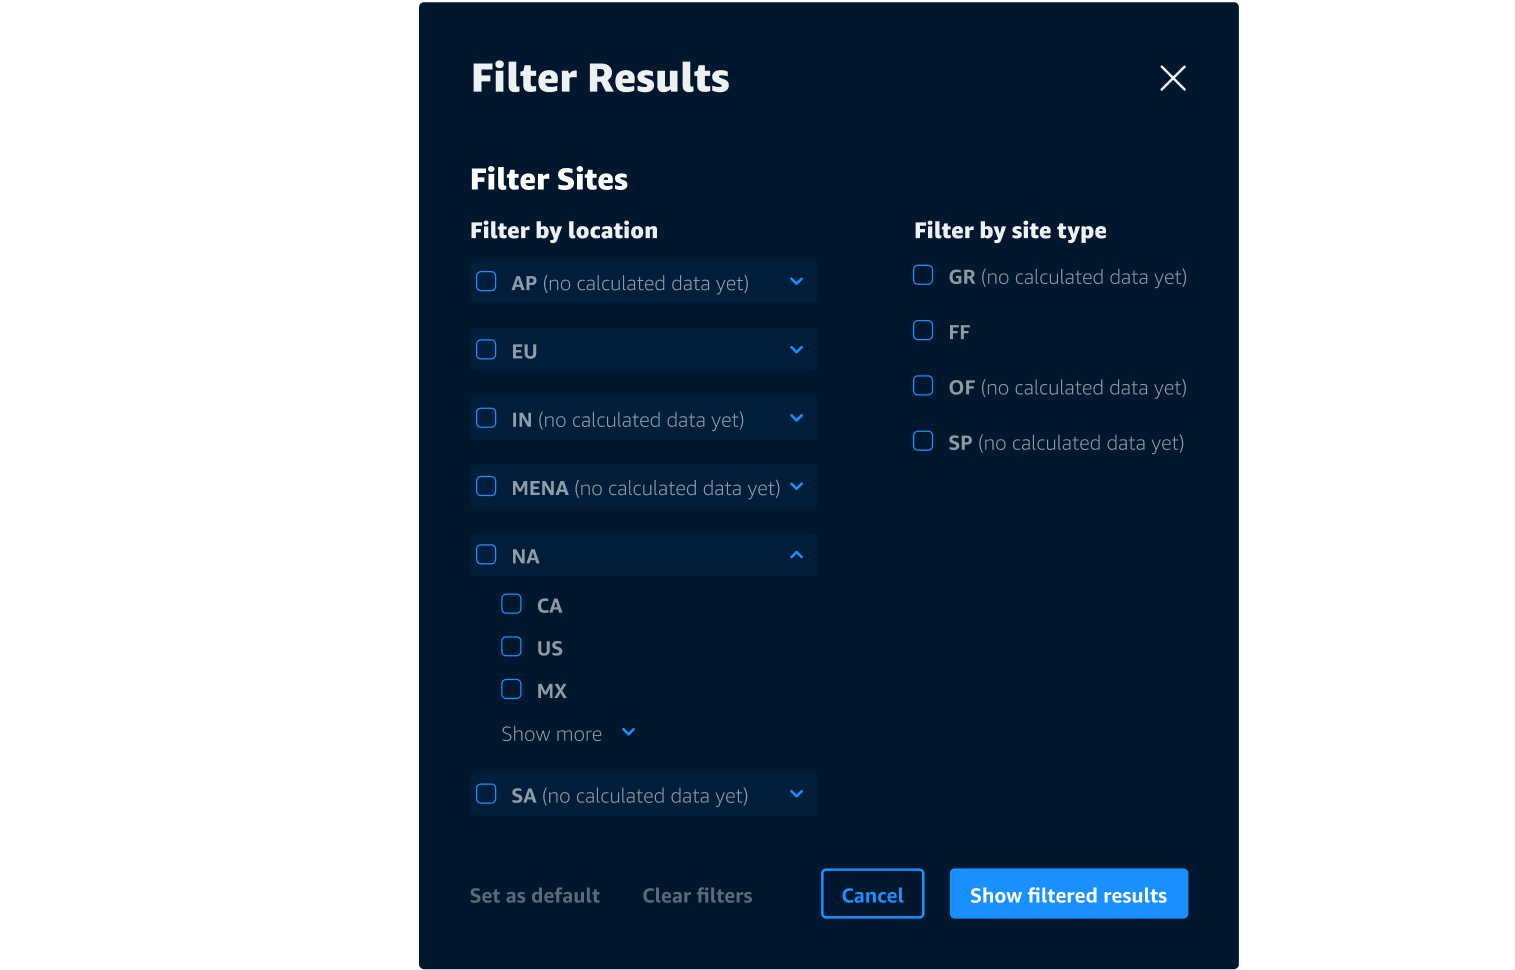 Filter Results
Filter Sites
Filter by location
AP (no calculated data yet)
EU
IN (no calculated data yet)
MENA (no calculated data yet)
NA
CA
US
MX
Show more
SA (no calculated data yet)
Filter by site type
GR (no calculated data yet)
FF
OF (no calculated data yet)
SP (no calculated data yet)
Set as default
Clear filters
Cancel
Show filtered results